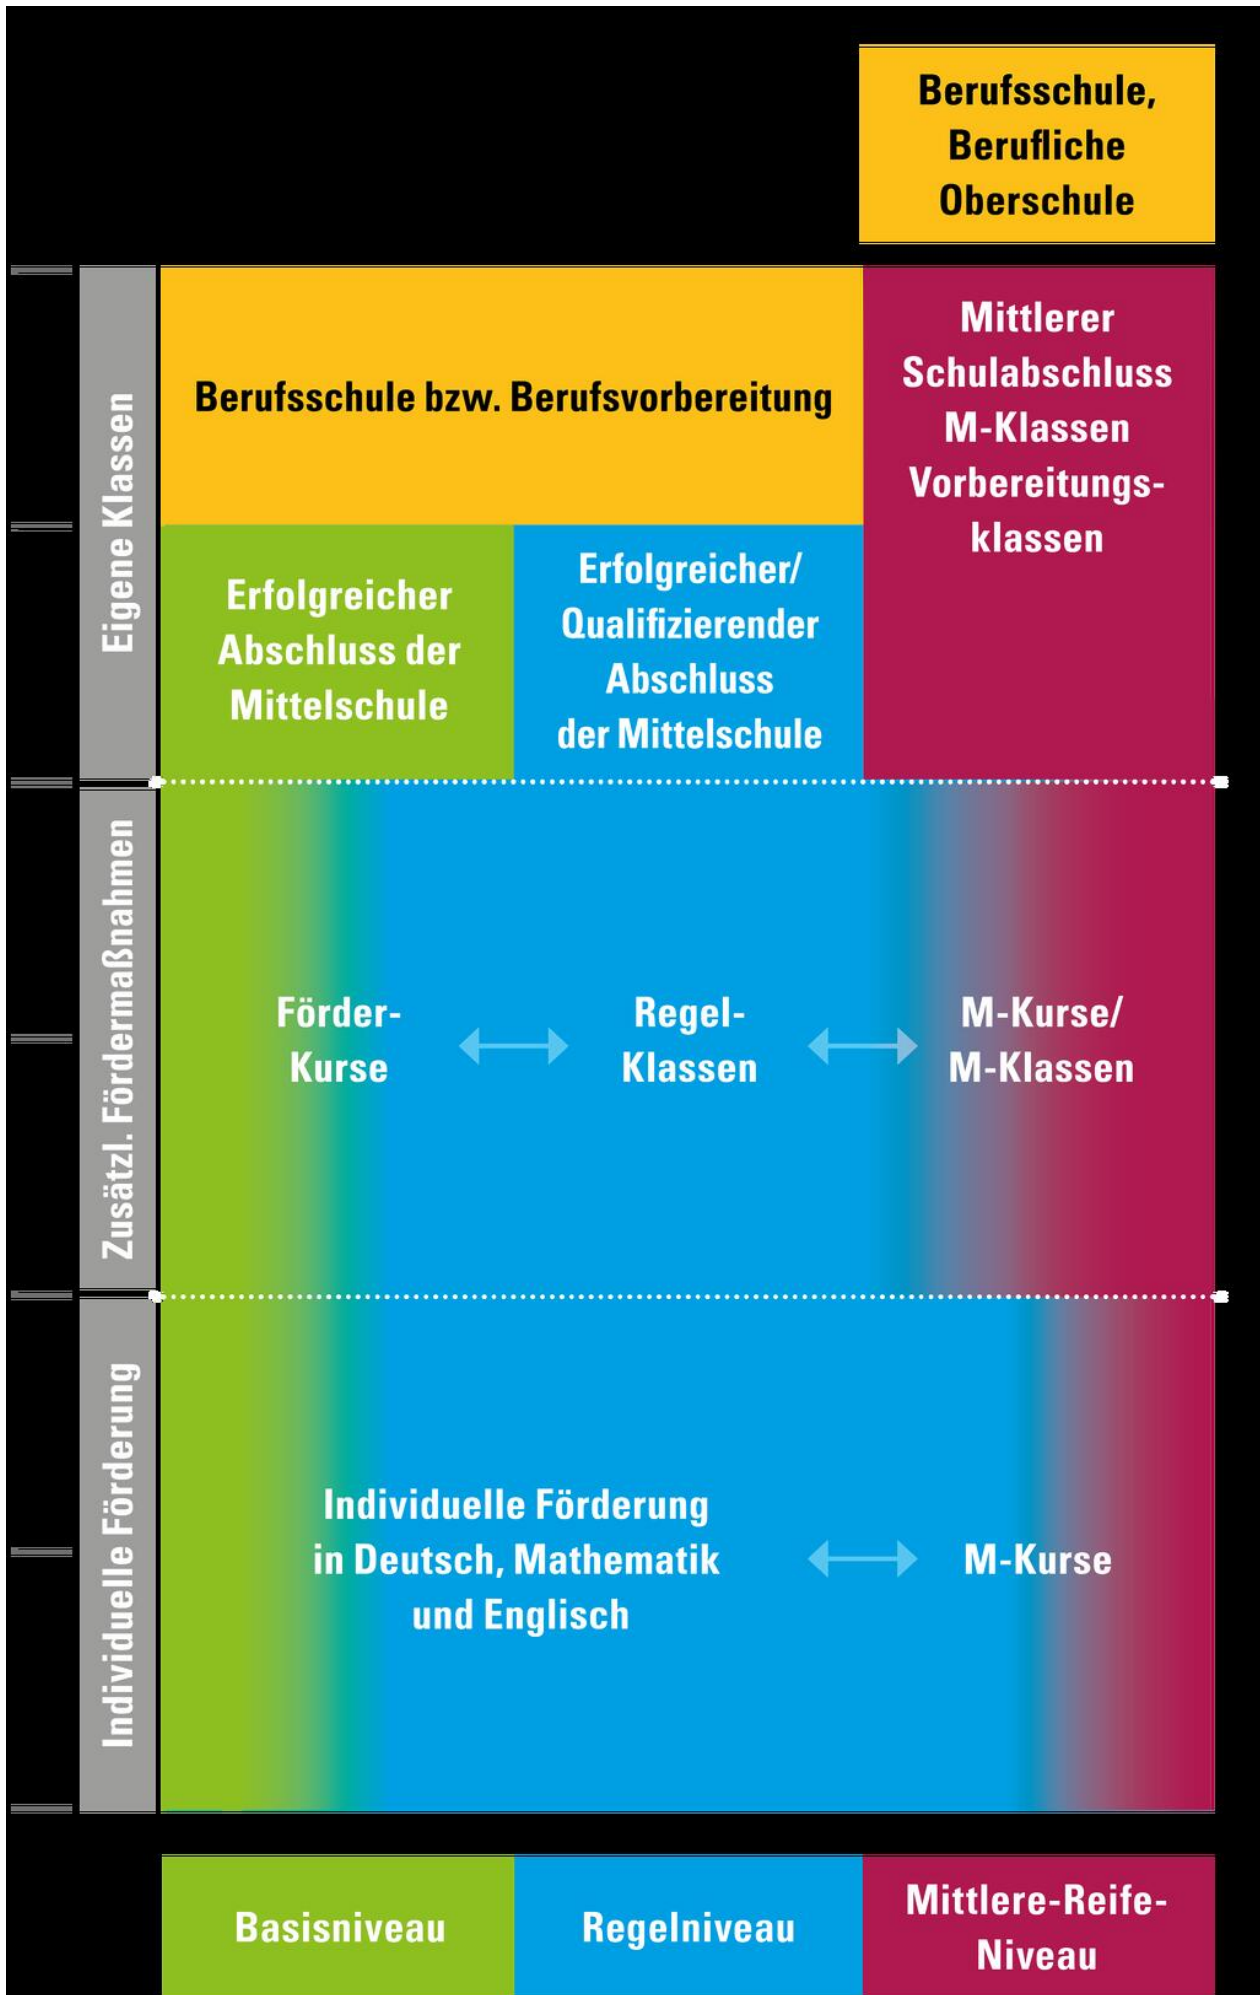 Berufsschule,
Berufliche
Oberschule
Eigene Klassen
Berufsschule bzw. Berufsvorbereitung
Mittlerer
Schulabschluss
M-Klassen
Vorbereitungs-
klassen
Erfolgreicher
Abschluss der
Mittelschule
Erfolgreicher/
Qualifizierender
Abschluss
der Mittelschule
Zusätzl. Fördermaßnahmen
Förder-
Kurse
Regel-
Klassen
M-Kurse/
M-Klassen
Individuelle Förderung
Individuelle Förderung
in Deutsch, Mathematik
und Englisch
M-Kurse
Basisniveau
Regelniveau
Mittlere-Reife-
Niveau